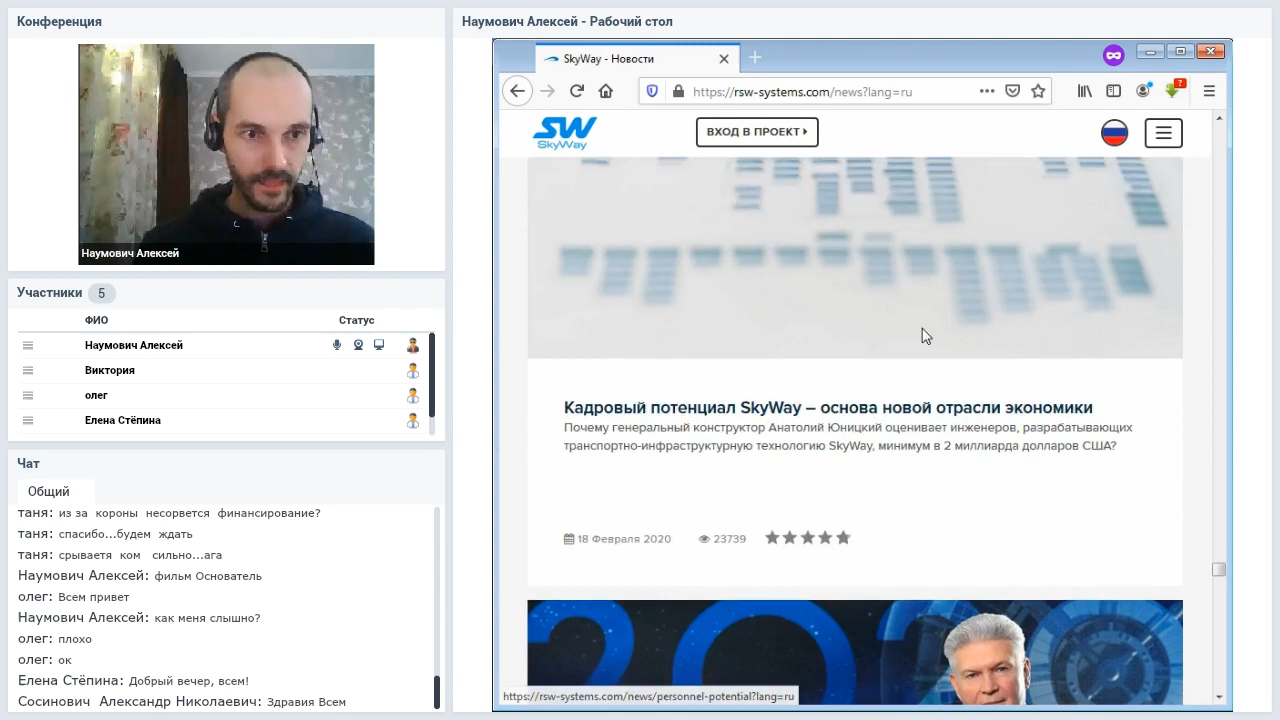 Конференция
Наумович Алексей
Участники 5
ФИО Статус
Наумович Алексей
Виктория
олег
Елена Стёпина
Чат
Общий
таня: из за короны несорвется финансирование?
таня: спасибо...будем ждать
таня: срываетя ком сильно...ага
Наумович Алексей: фильм Основатель
олег: Всем привет
Наумович Алексей: как меня слышно?
олег: плохо
олег: ок
Елена Стёпина: Добрый вечер, всем!
Сосинович Александр Николаевич: Здравия Всем
Наумович Алексей - Рабочий стол
SkyWay - Новости
https://rsw-systems.com/news?lang=ru
SW
SkyWay
ВХОД В ПРОЕКТ
Кадровый потенциал SkyWay – основа новой отрасли экономики
Почему генеральный конструктор Анатолий Юницкий оценивает инженеров, разрабатывающих
транспортно-инфраструктурную технологию SkyWay, минимум в 2 миллиарда долларов США?
18 Февраля 2020 23739
2020
https://rsw-systems.com/news/personnel-potential?lang=ru